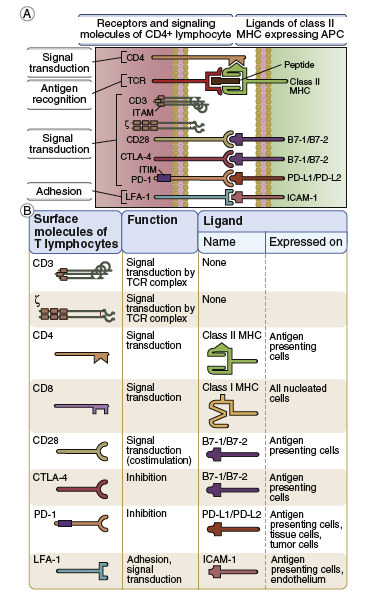 A
Receptors and signaling
molecules of CD4+ lymphocyte
Ligands of class II
MHC expressing APC
Signal
transduction
Antigen
recognition
Signal
transduction
Adhesion
CD4
TCR
CD3
ITAM
ζ
CD28
CTLA-4
ITIM
PD-1
LFA-1
Peptide
Class II
MHC
B7-1/B7-2
B7-1/B7-2
PD-L1/PD-L2
ICAM-1
B
Surface
molecules of
T lymphocytes
Function
Ligand
Name
Expressed on
CD3
Signal
transduction by
TCR complex
None
ζ
Signal
transduction by
TCR complex
None
CD4
Signal
transduction
Class II MHC
Antigen
presenting
cells
CD8
Signal
transduction
Class I MHC
All nucleated
cells
CD28
Signal
transduction
(costimulation)
B7-1/B7-2
Antigen
presenting
cells
CTLA-4
Inhibition
B7-1/B7-2
Antigen
presenting
cells
PD-1
Inhibition
PD-L1/PD-L2
Antigen
presenting cells,
tissue cells,
tumor cells
LFA-1
Adhesion,
signal
transduction
ICAM-1
Antigen
presenting cells,
endothelium